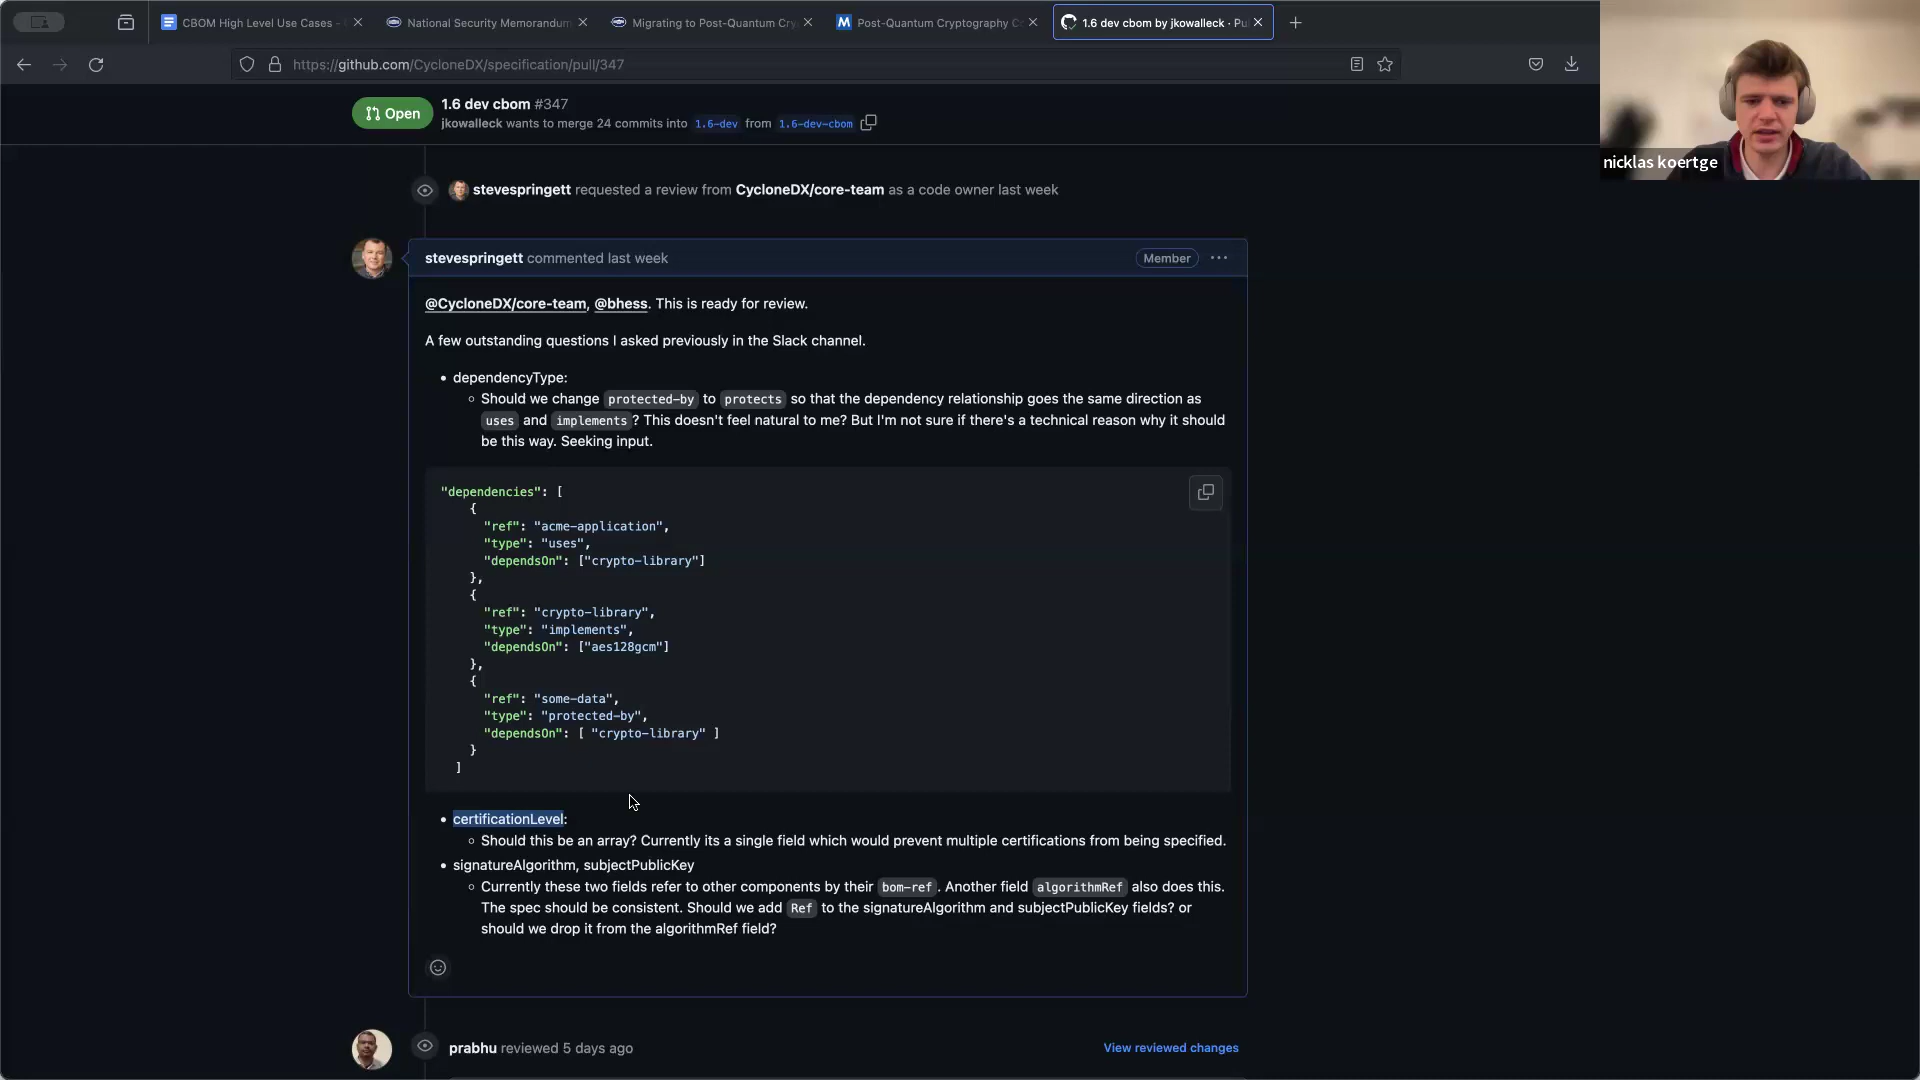 CBOM High Level Use Cases -
National Security Memorandum
Migrating to Post-Quantum Cry
Post-Quantum Cryptography C
1.6 dev cbom by jkowalleck · Pu
https://github.com/CycloneDX/specification/pull/347
Open
1.6 dev cbom #347
jkowalleck wants to merge 24 commits into 1.6-dev from 1.6-dev-cbom
nicklas koertge
stevespringett requested a review from CycloneDX/core-team as a code owner last week
stevespringett commented last week
Member
@CycloneDX/core-team, @bhess. This is ready for review.
A few outstanding questions I asked previously in the Slack channel.
• dependencyType:
Should we change protected-by to protects so that the dependency relationship goes the same direction as
uses and implements? This doesn't feel natural to me? But I'm not sure if there's a technical reason why it should
be this way. Seeking input.
"dependencies": [
{
"ref": "acme-application",
"type": "uses",
"dependsOn": ["crypto-library"]
},
{
"ref": "crypto-library",
"type": "implements",
"dependsOn": ["aes128gcm"]
},
{
"ref": "some-data",
"type": "protected-by",
"dependsOn": [ "crypto-library" ]
}
]
• certificationLevel:
Should this be an array? Currently its a single field which would prevent multiple certifications from being specified.
• signatureAlgorithm, subjectPublicKey
Currently these two fields refer to other components by their bom-ref. Another field algorithmRef also does this.
The spec should be consistent. Should we add Ref to the signatureAlgorithm and subjectPublicKey fields? or
should we drop it from the algorithmRef field?
prabhu reviewed 5 days ago
View reviewed changes